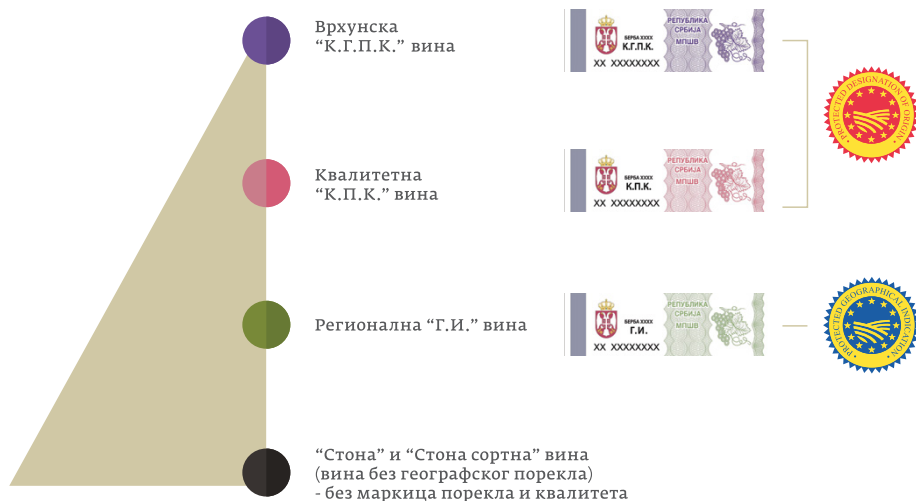 Врхунска
“К.Г.П.К.” вина
БЕРБА XXXX
К.Г.П.К.
XX XXXXXXXX
РЕПУБЛИКА
СРБИЈА
МПШВ
PROTECTED DESIGNATION OF ORIGIN
Квалитетна
“К.П.К.” вина
БЕРБА XXXX
К.П.К.
XX XXXXXXXX
РЕПУБЛИКА
СРБИЈА
МПШВ
Регионална “Г.И.” вина
БЕРБА XXXX
Г.И.
XX XXXXXXXX
РЕПУБЛИКА
СРБИЈА
МПШВ
PROTECTED GEOGRAPHICAL INDICATION
“Стона” и “Стона сортна” вина
(вина без географског порекла)
- без маркица порекла и квалитета